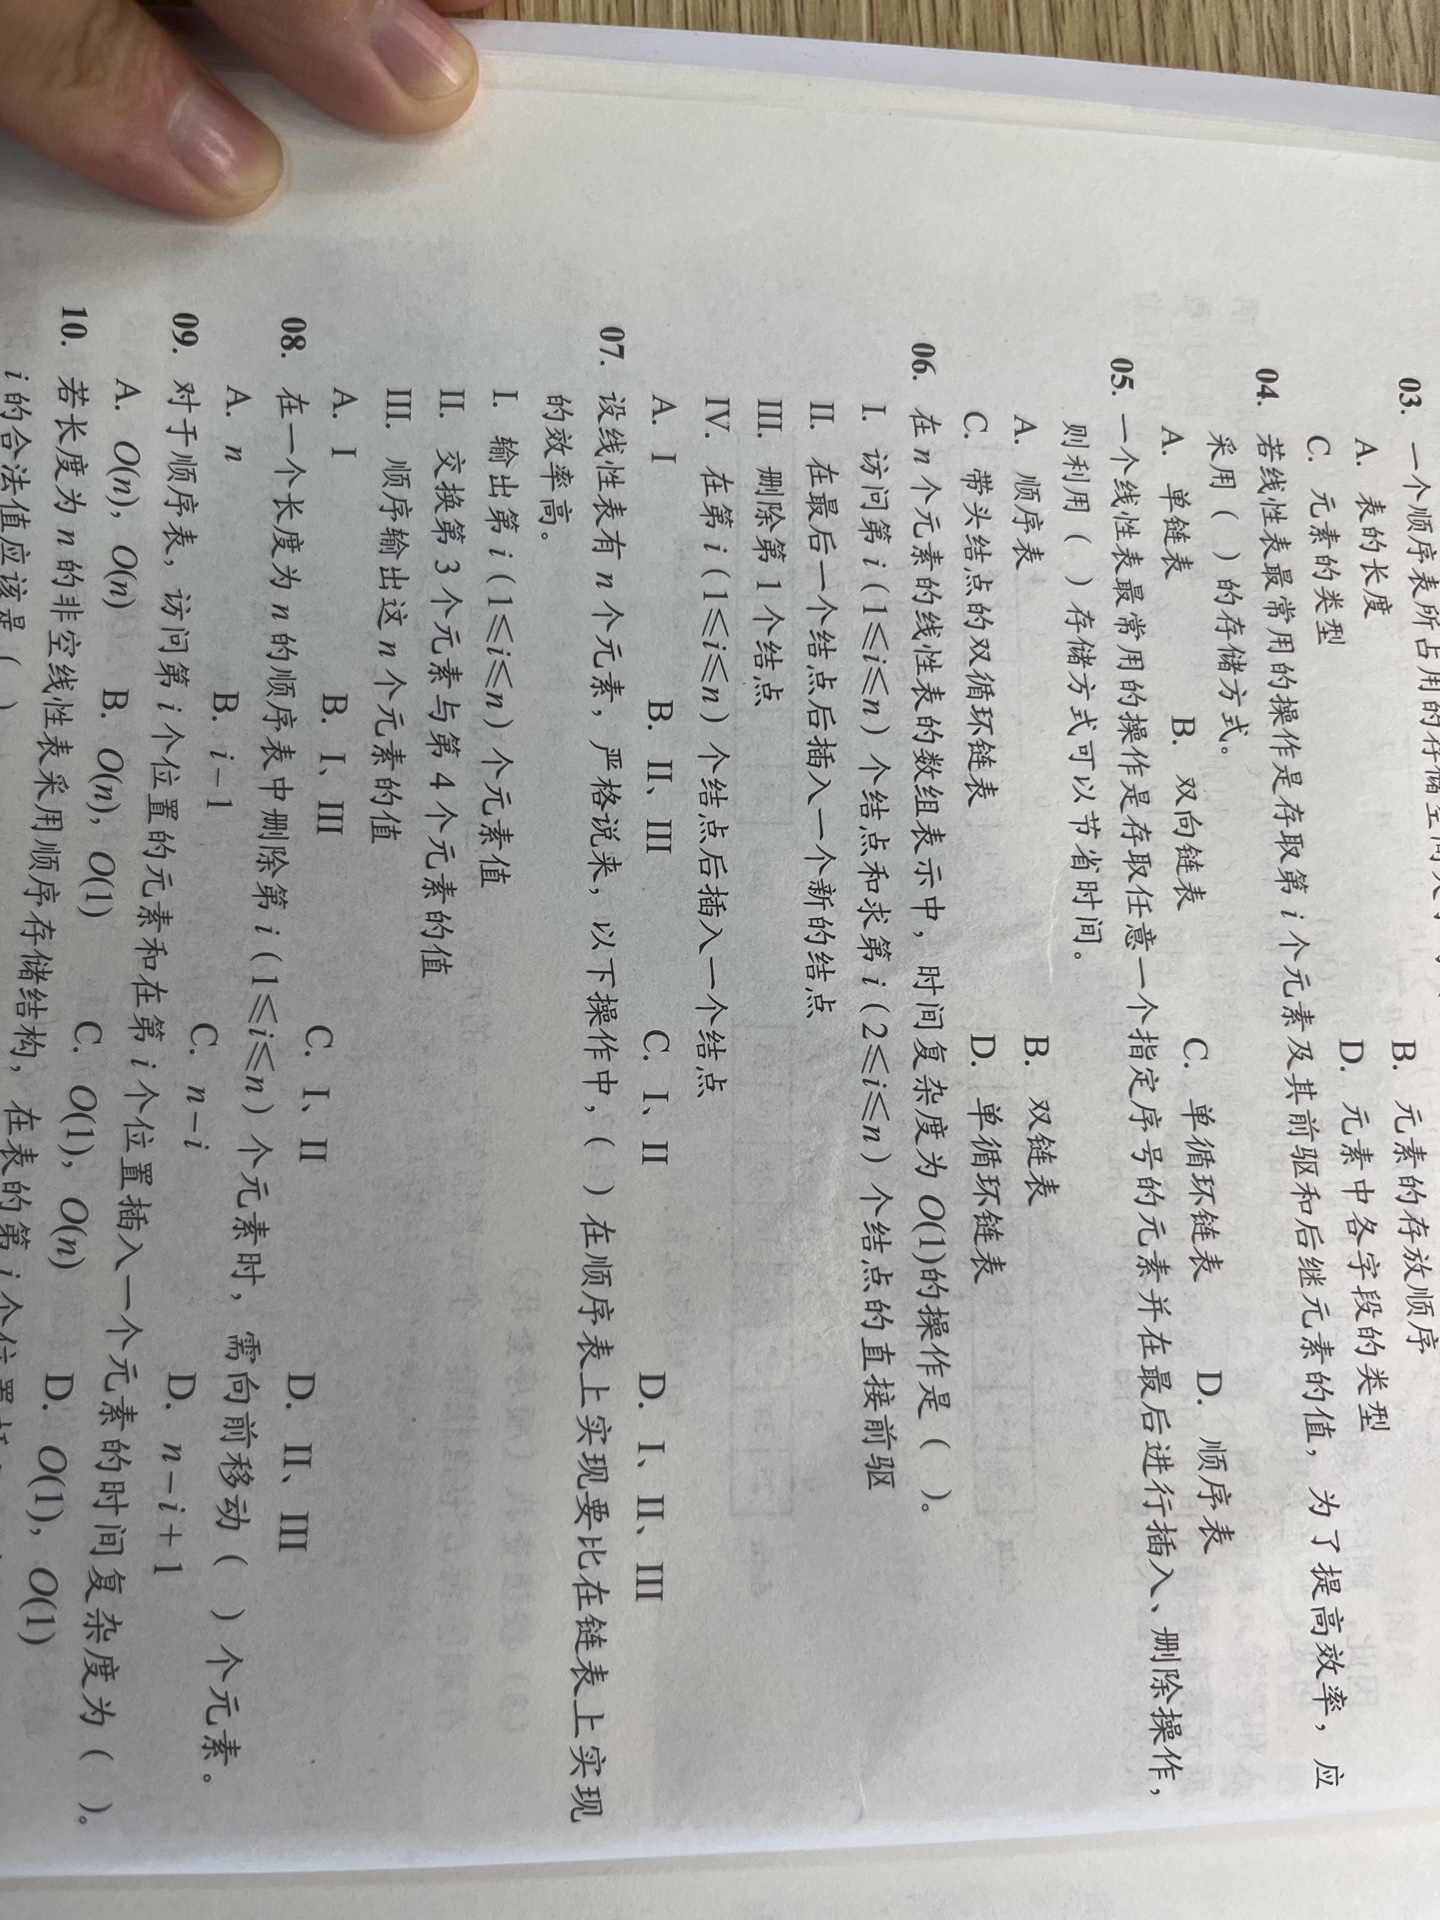 03. 一个顺序表所占用的存储空间大小与
A. 表的长度 B. 元素的存放顺序
C. 元素的类型 D. 元素中各字段的类型
04. 若线性表最常用的操作是存取第 i 个元素及其前驱和后继元素的值，为了提高效率，应
采用（ ）的存储方式。
A. 单链表 B. 双向链表 C. 单循环链表 D. 顺序表
05. 一个线性表最常用的操作是存取任意一个指定序号的元素并在最后进行插入、删除操作，
则利用（ ）存储方式可以节省时间。
A. 顺序表 B. 双链表
C. 带头结点的双循环链表 D. 单循环链表
06. 在 n 个元素的线性表的数组表示中，时间复杂度为 O(1)的操作是（ ）。
I. 访问第 i（1≤i≤n）个结点和求第 i（2≤i≤n）个结点的直接前驱
II. 在最后一个结点后插入一个新的结点
III. 删除第 1 个结点
IV. 在第 i（1≤i≤n）个结点后插入一个结点
A. I B. II、III C. I、II D. I、II、III
07. 设线性表有 n 个元素，严格说来，以下操作中，（ ）在顺序表上实现要比在链表上实现
的效率高。
I. 输出第 i（1≤i≤n）个元素值
II. 交换第 3 个元素与第 4 个元素的值
III. 顺序输出这 n 个元素的值
A. I B. I、III C. I、II D. II、III
08. 在一个长度为 n 的顺序表中删除第 i（1≤i≤n）个元素时，需向前移动（ ）个元素。
A. n B. i－1 C. n－i D. n－i＋1
09. 对于顺序表，访问第 i 个位置的元素和在第 i 个位置插入一个元素的时间复杂度为（ ）。
A. O(n)，O(n) B. O(n)，O(1) C. O(1)，O(n) D. O(1)，O(1)
10. 若长度为 n 的非空线性表采用顺序存储结构，在表的第 i 个位置
i 的合法值应该是（ ）